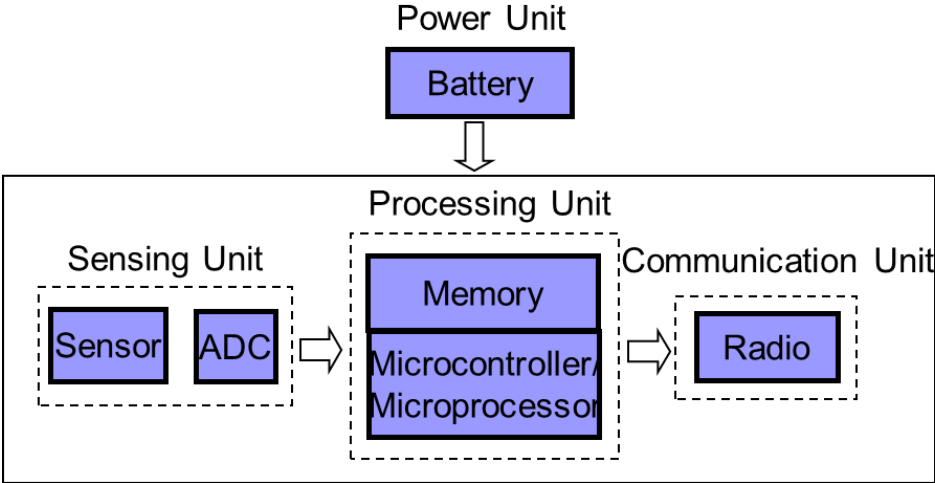 Power Unit
Battery
Processing Unit
Sensing Unit
Communication Unit
Memory
Sensor
ADC
Microcontroller/
Microprocessor
Radio